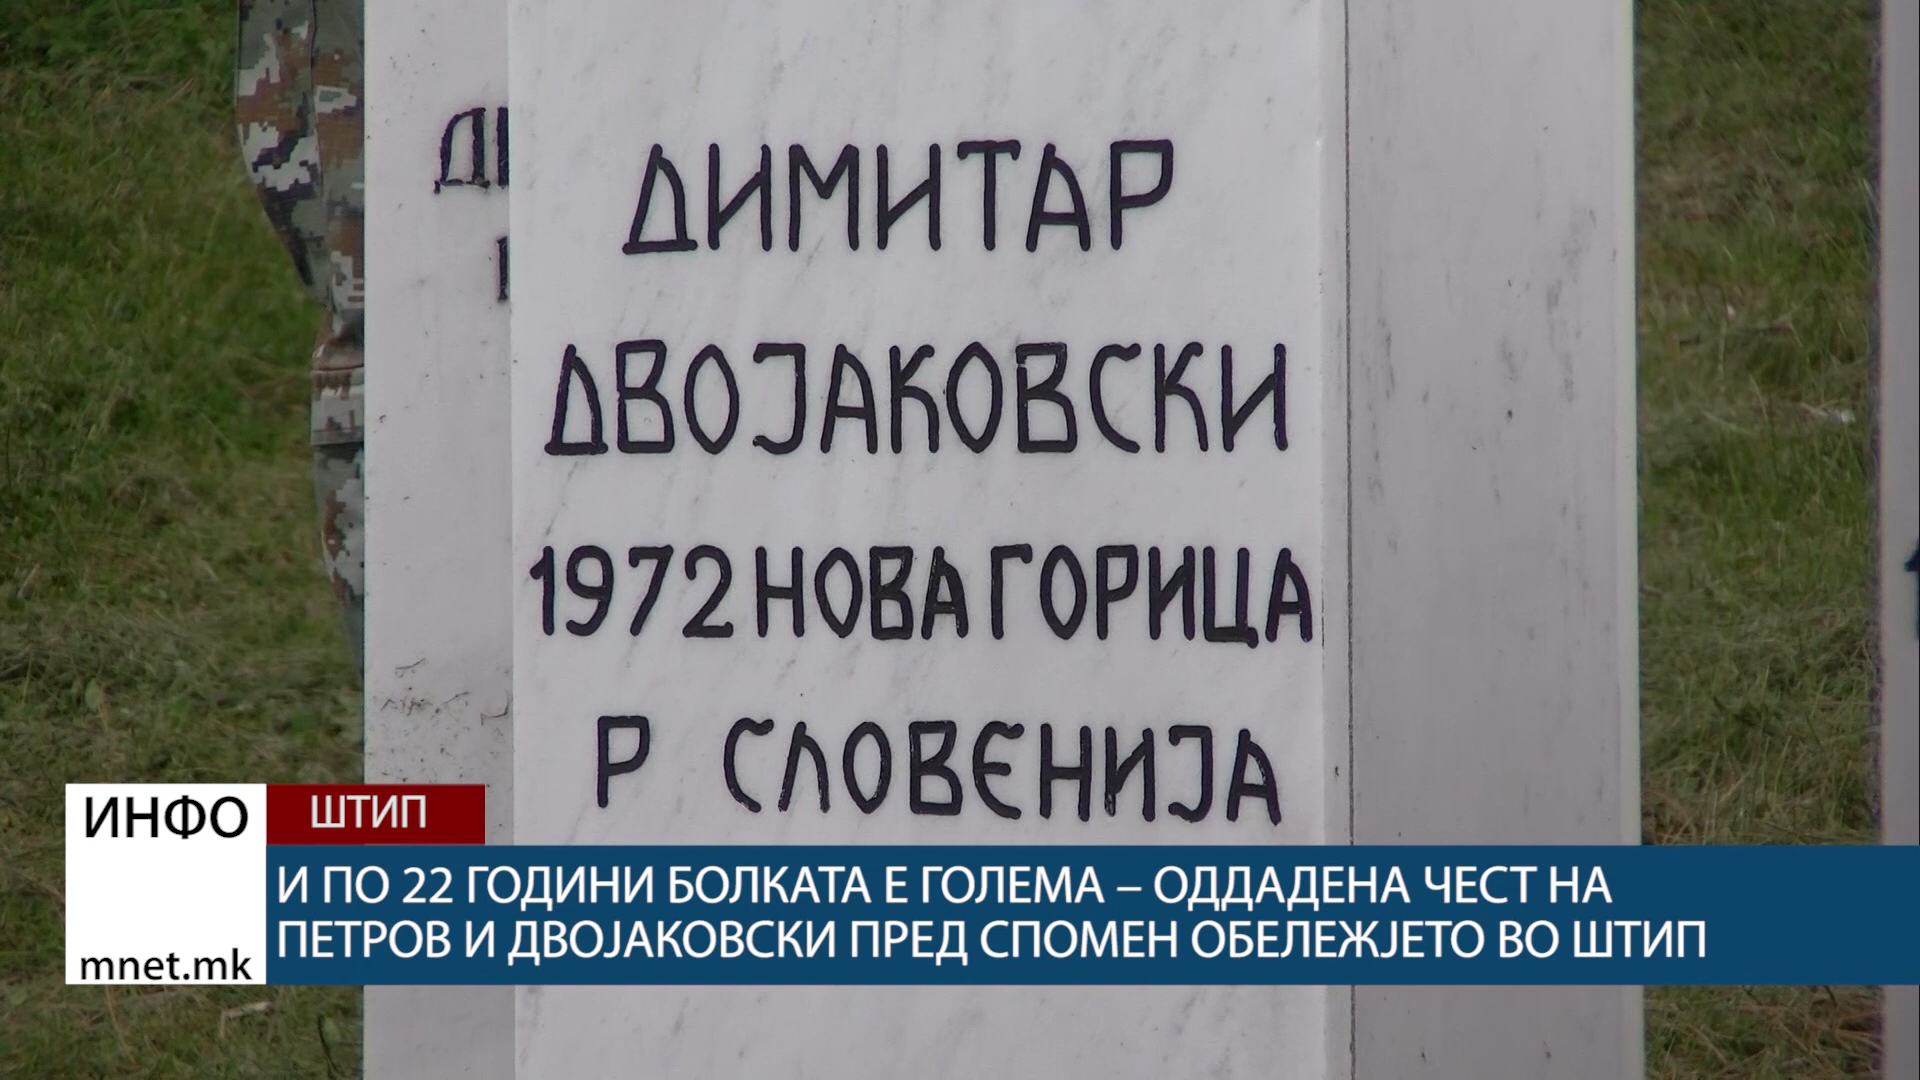 ДИМИТАР
ДВОЈАКОВСКИ
1972 НОВА ГОРИЦА
Р СЛОВЕНИЈА
ИНФО
ШТИП
И ПО 22 ГОДИНИ БОЛКАТА Е ГОЛЕМА – ОДДАДЕНА ЧЕСТ НА
ПЕТРОВ И ДВОЈАКОВСКИ ПРЕД СПОМЕН ОБЕЛЕЖЈЕТО ВО ШТИП
mnet.mk